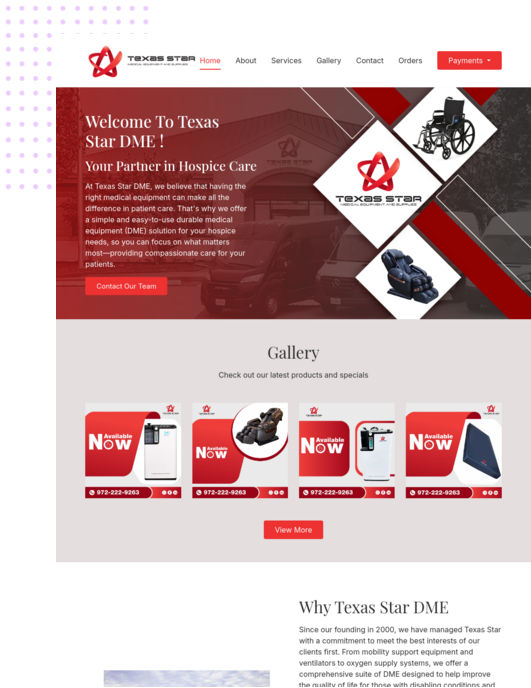 TEXAS STAR
MEDICAL EQUIPMENT AND SUPPLIES
Home About Services Gallery Contact Orders Payments
Welcome To Texas
Star DME !
Your Partner in Hospice Care
At Texas Star DME, we believe that having the
right medical equipment can make all the
difference in patient care. That's why we offer
a simple and easy-to-use durable medical
equipment (DME) solution for your hospice
needs, so you can focus on what matters
most—providing compassionate care for your
patients.
Contact Our Team
TEXAS STAR
MEDICAL EQUIPMENT AND SUPPLIES
Gallery
Check out our latest products and specials
Available
NOW
972-222-9263
Available
NOW
972-222-9263
Available
NOW
972-222-9263
Available
NOW
972-222-9263
View More
Why Texas Star DME
Since our founding in 2000, we have managed Texas Star
with a commitment to meet the best interests of our
clients first. From mobility support equipment and
ventilators to oxygen supply systems, we offer a
comprehensive suite of DME designed to help improve
the quality of life for those with disabling conditions and